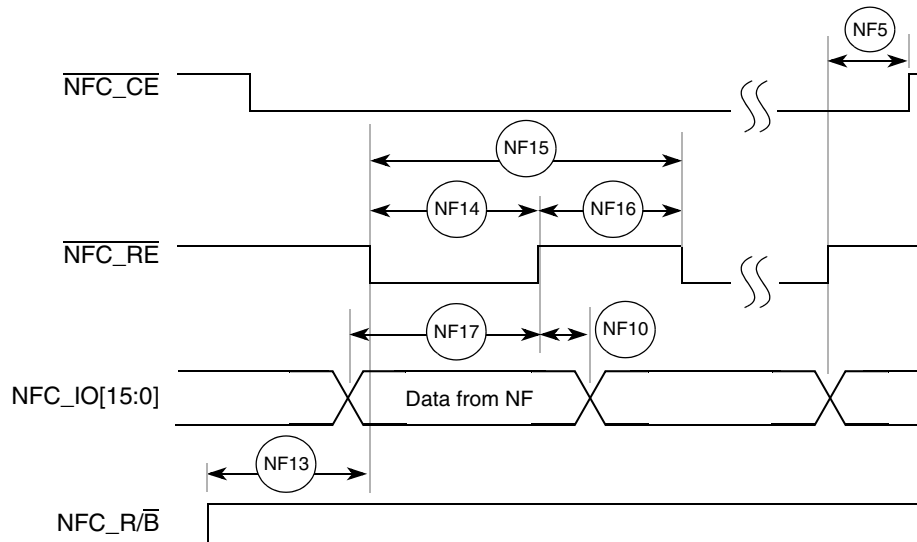 NF5
NFC_CE
NF15
NF14
NF16
NFC_RE
NF17
NF10
NFC_IO[15:0]
Data from NF
NF13
NFC_R/B